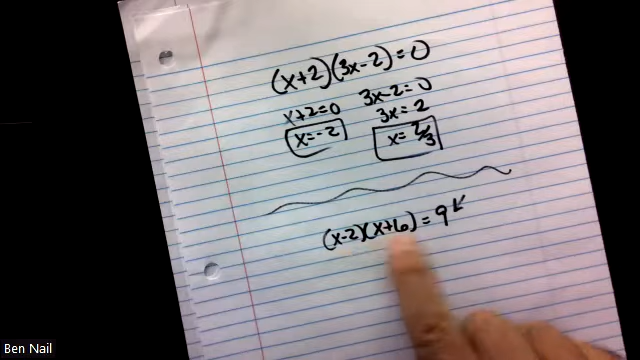 (x+2)(3x-2)=0
x+2=0 3x-2=0
3x=2
x=-2 x=2/3
(x-2)(x+6)=9
Ben Nail